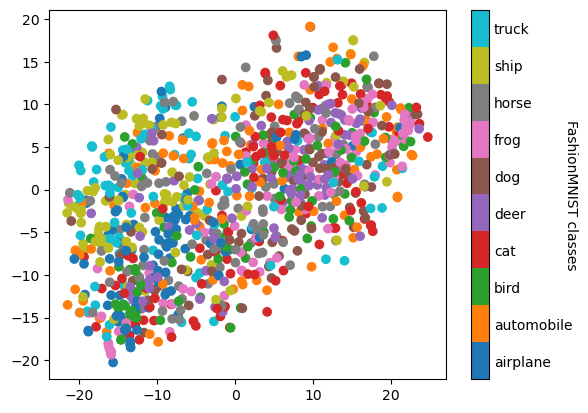 20
15
10
5
0
−5
−10
−15
−20
−20
−10
0
10
20
truck
ship
horse
frog
dog
deer
cat
bird
automobile
airplane
FashionMNIST classes